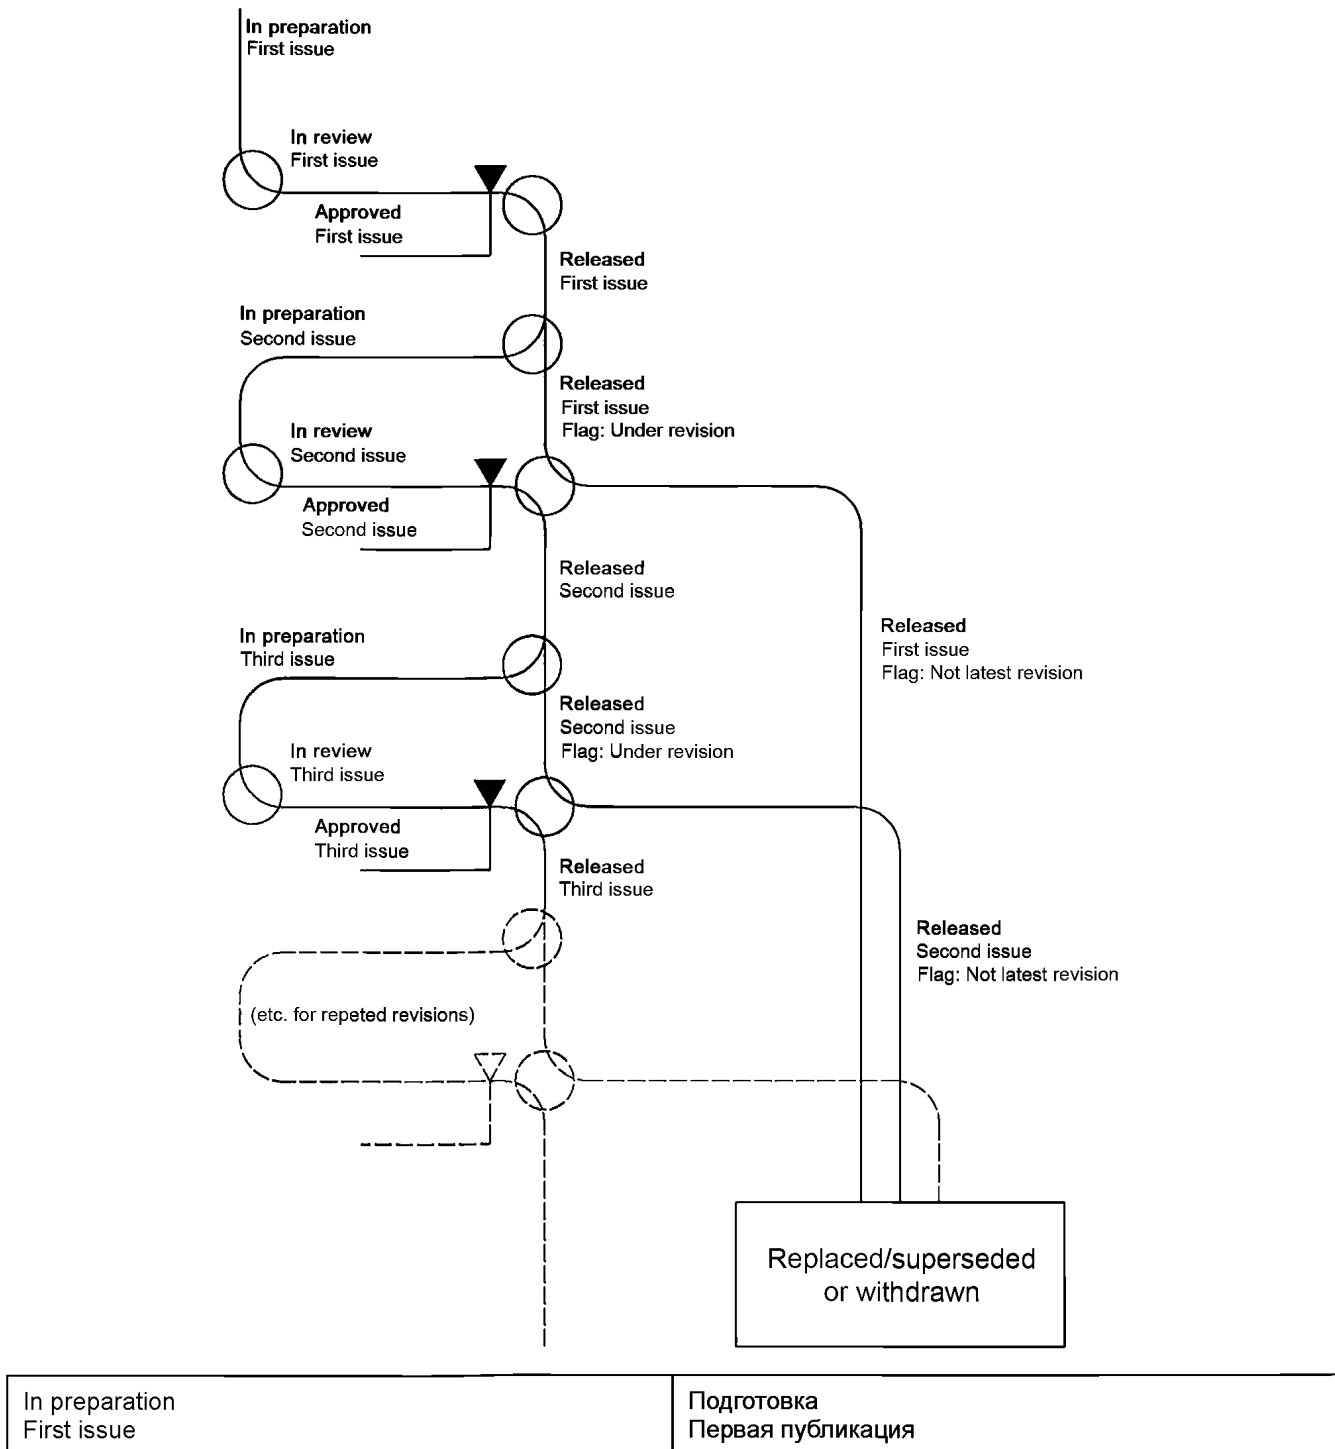 In preparation
First issue
In review
First issue
Approved
First issue
Released
First issue
In preparation
Second issue
Released
First issue
Flag: Under revision
In review
Second issue
Approved
Second issue
Released
Second issue
Released
First issue
Flag: Not latest revision
In preparation
Third issue
Released
Second issue
Flag: Under revision
In review
Third issue
Approved
Third issue
Released
Third issue
Released
Second issue
Flag: Not latest revision
(etc. for repeted revisions)
Replaced/superseded
or withdrawn
In preparation
First issue
Подготовка
Первая публикация